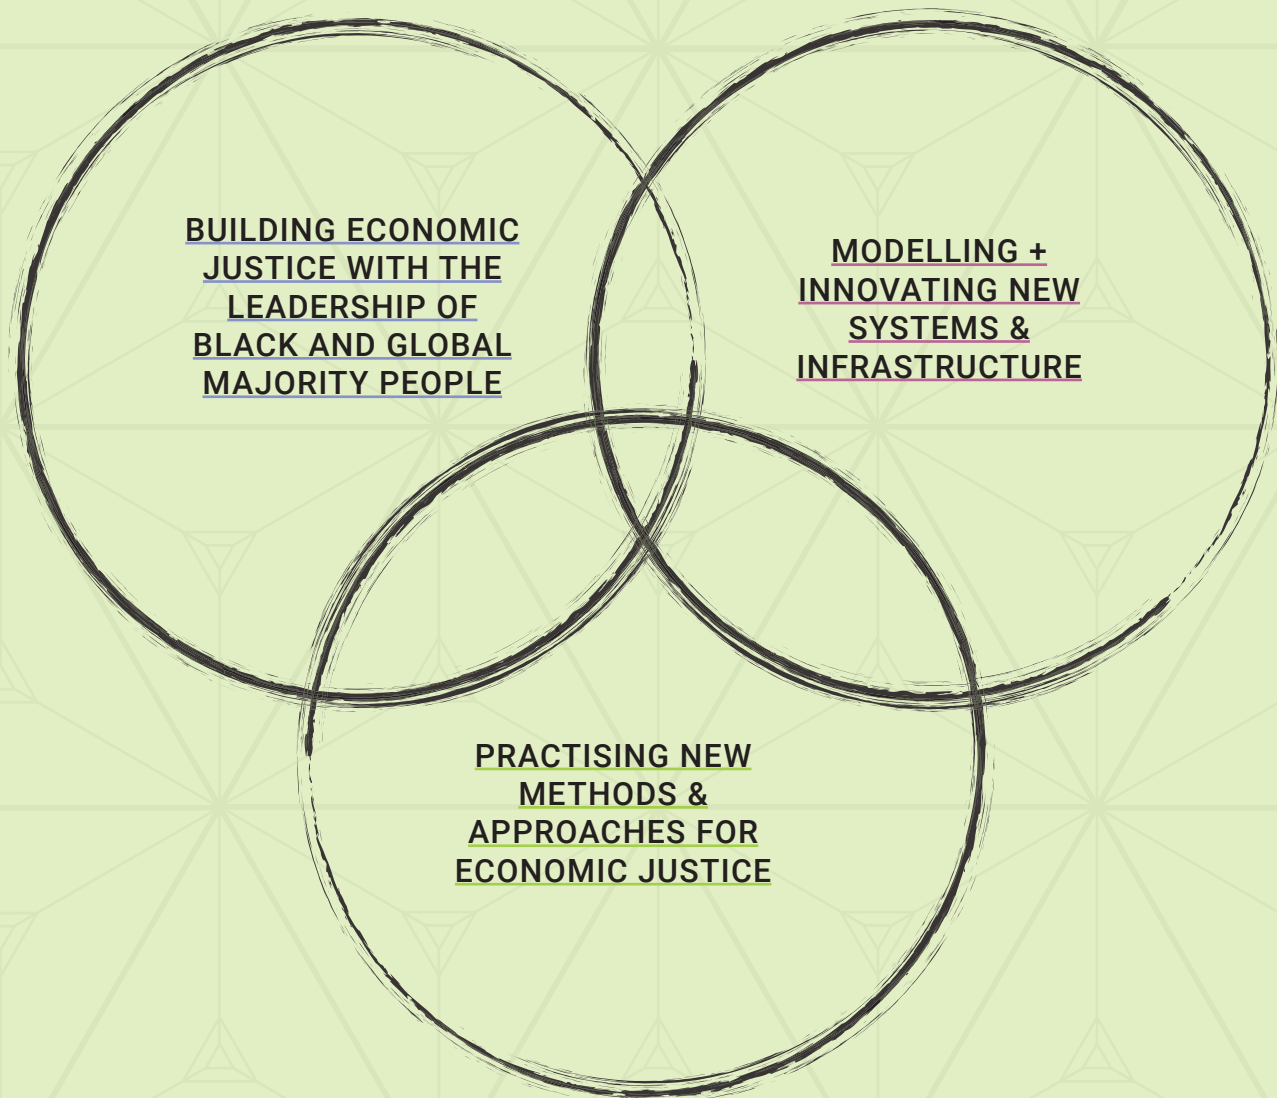 BUILDING ECONOMIC
JUSTICE WITH THE
LEADERSHIP OF
BLACK AND GLOBAL
MAJORITY PEOPLE
MODELLING +
INNOVATING NEW
SYSTEMS &
INFRASTRUCTURE
PRACTISING NEW
METHODS &
APPROACHES FOR
ECONOMIC JUSTICE